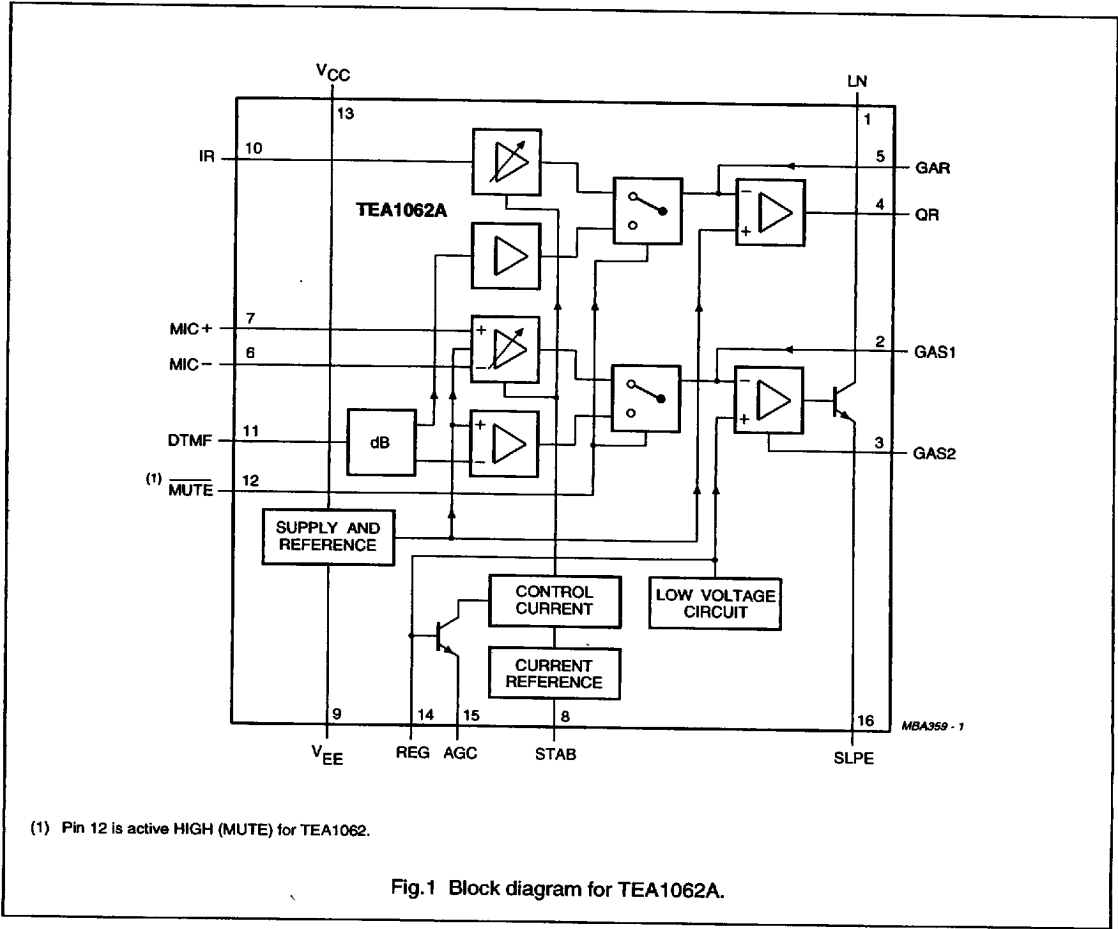 VCC
LN
13
1
IR
10
5
GAR
TEA1062A
4
QR
MIC+
7
2
GAS1
MIC−
6
+
−
DTMF
11
dB
3
GAS2
(1) MUTE
12
SUPPLY AND
REFERENCE
CONTROL
CURRENT
LOW VOLTAGE
CIRCUIT
CURRENT
REFERENCE
9
14
15
8
16
MBA359 - 1
VEE
REG
AGC
STAB
SLPE
(1) Pin 12 is active HIGH (MUTE) for TEA1062.
Fig.1 Block diagram for TEA1062A.